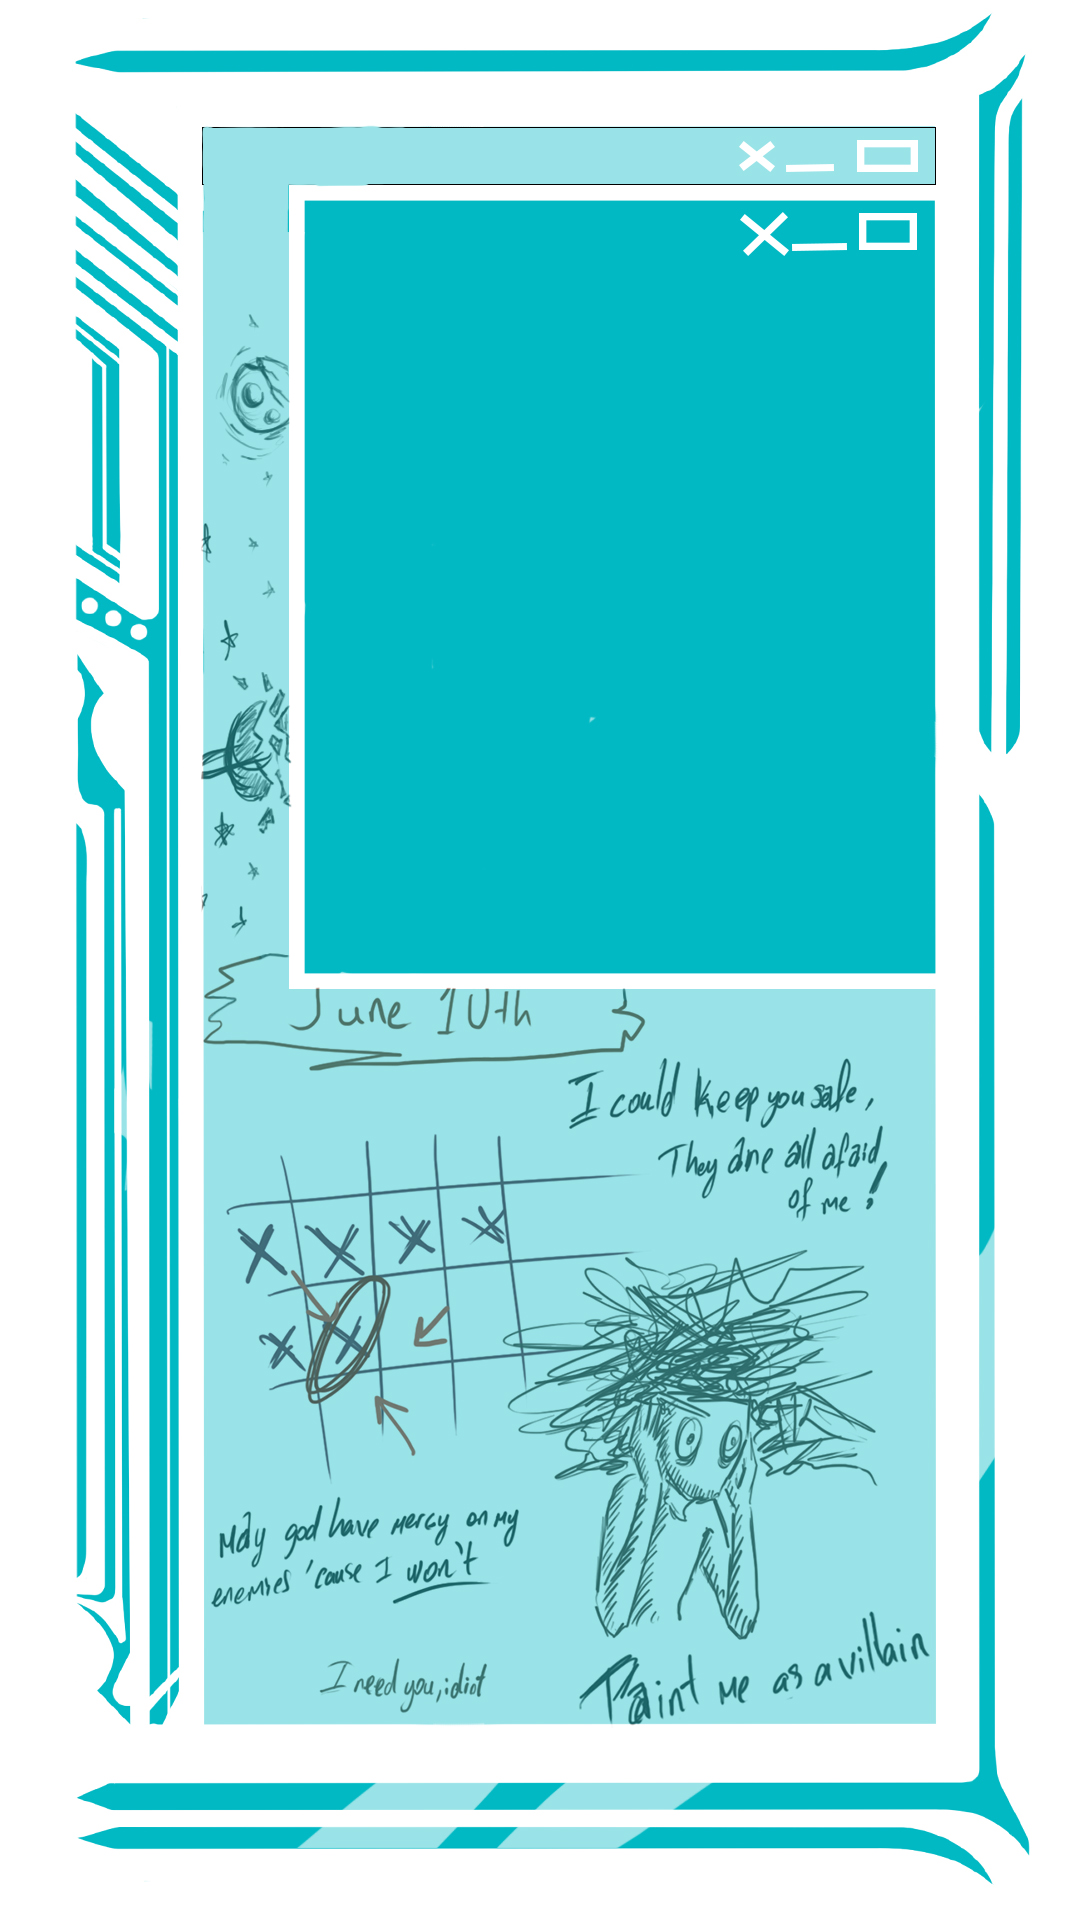 June 10th
I could keep you safe,
They are all afaid
of me!
May god have mercy on my
enemies 'cause I won't
I need you, idiot
Paint me as a villain